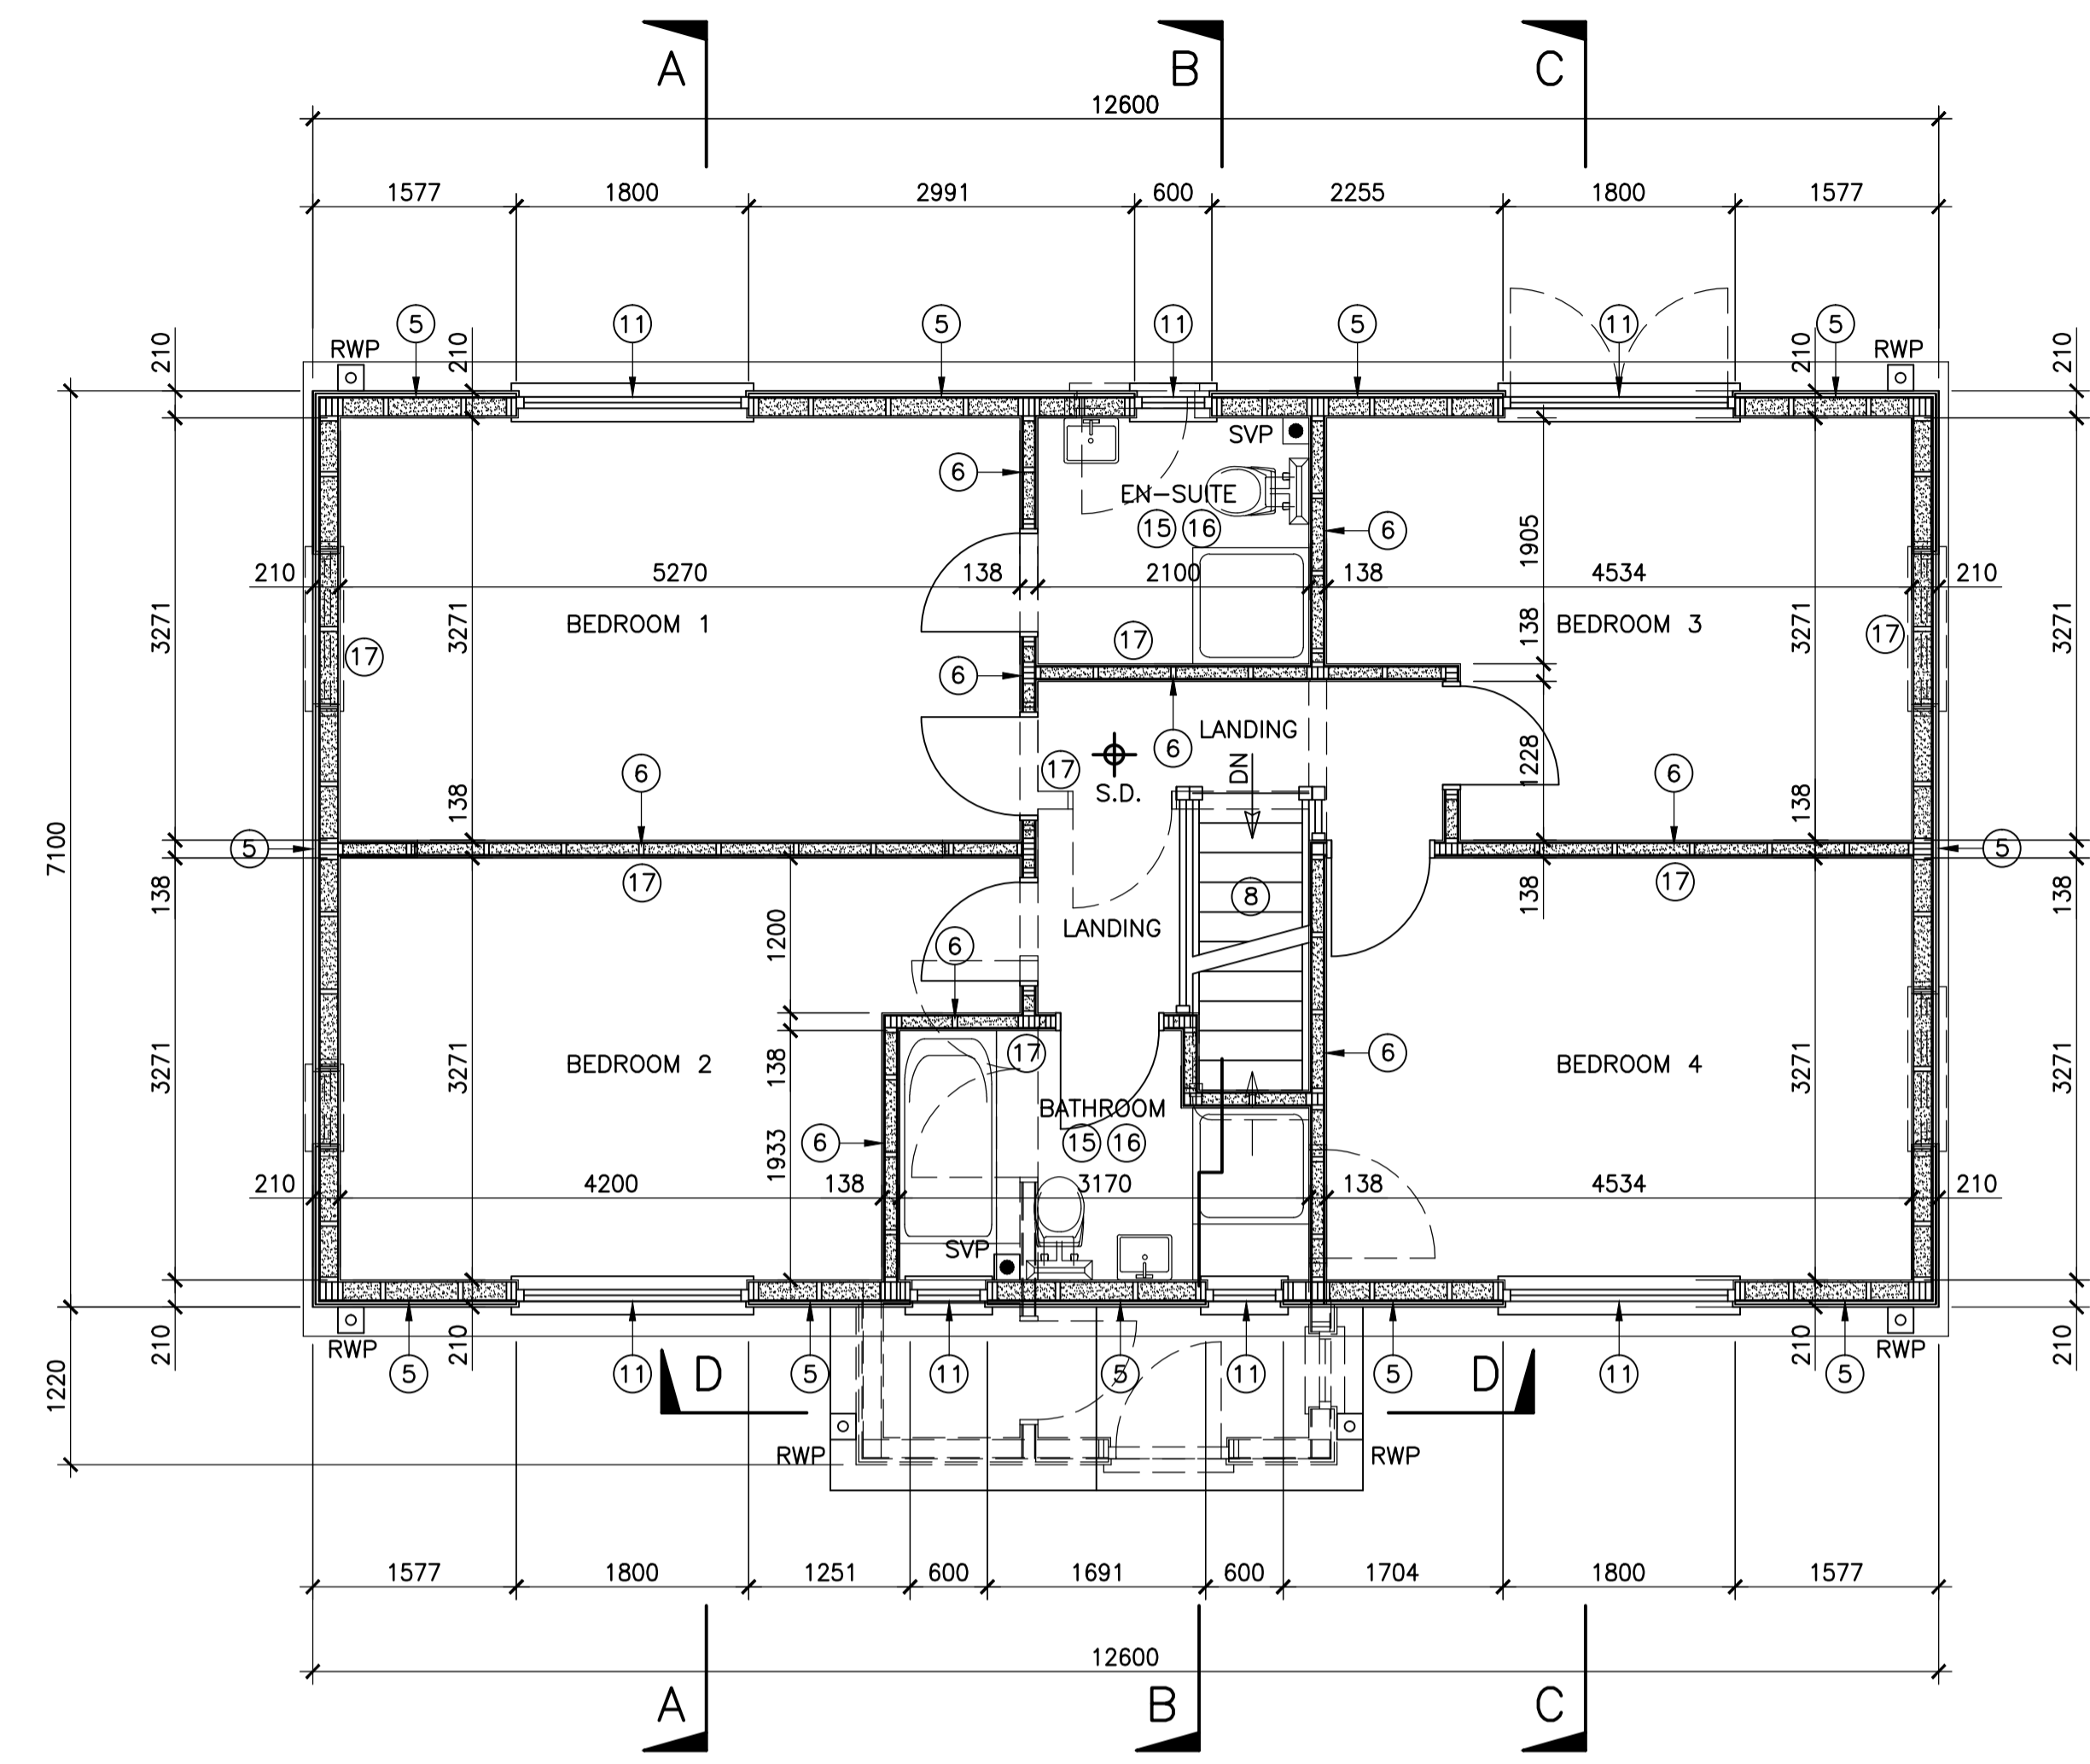 A B C
12600
1577 1800 2991 600 2255 1800 1577
5 11 5 11 5 11 5
210 RWP 210 210 RWP 210
SVP
6
EN-SUITE
15 16 6
1905
210 5270 138 2100 138 4534 210
3271 3271 BEDROOM 1 17 138 BEDROOM 3 17 3271 3271
17
6
LANDING
6
17 S.D. DN 1228
6 6
138 138
7100
5 5
17 17
138 138 138
8
1200 LANDING
6
3271 3271 BEDROOM 2 138 17 6 BEDROOM 4 3271 3271
BATHROOM
6 15 16
1933
210 4200 138 3170 138 4534 210
SVP
RWP RWP
210 210 210 210
5 11 5 11 5 11 5 11 5
D D
1220
RWP RWP
1577 1800 1251 600 1691 600 1704 1800 1577
12600
A B C